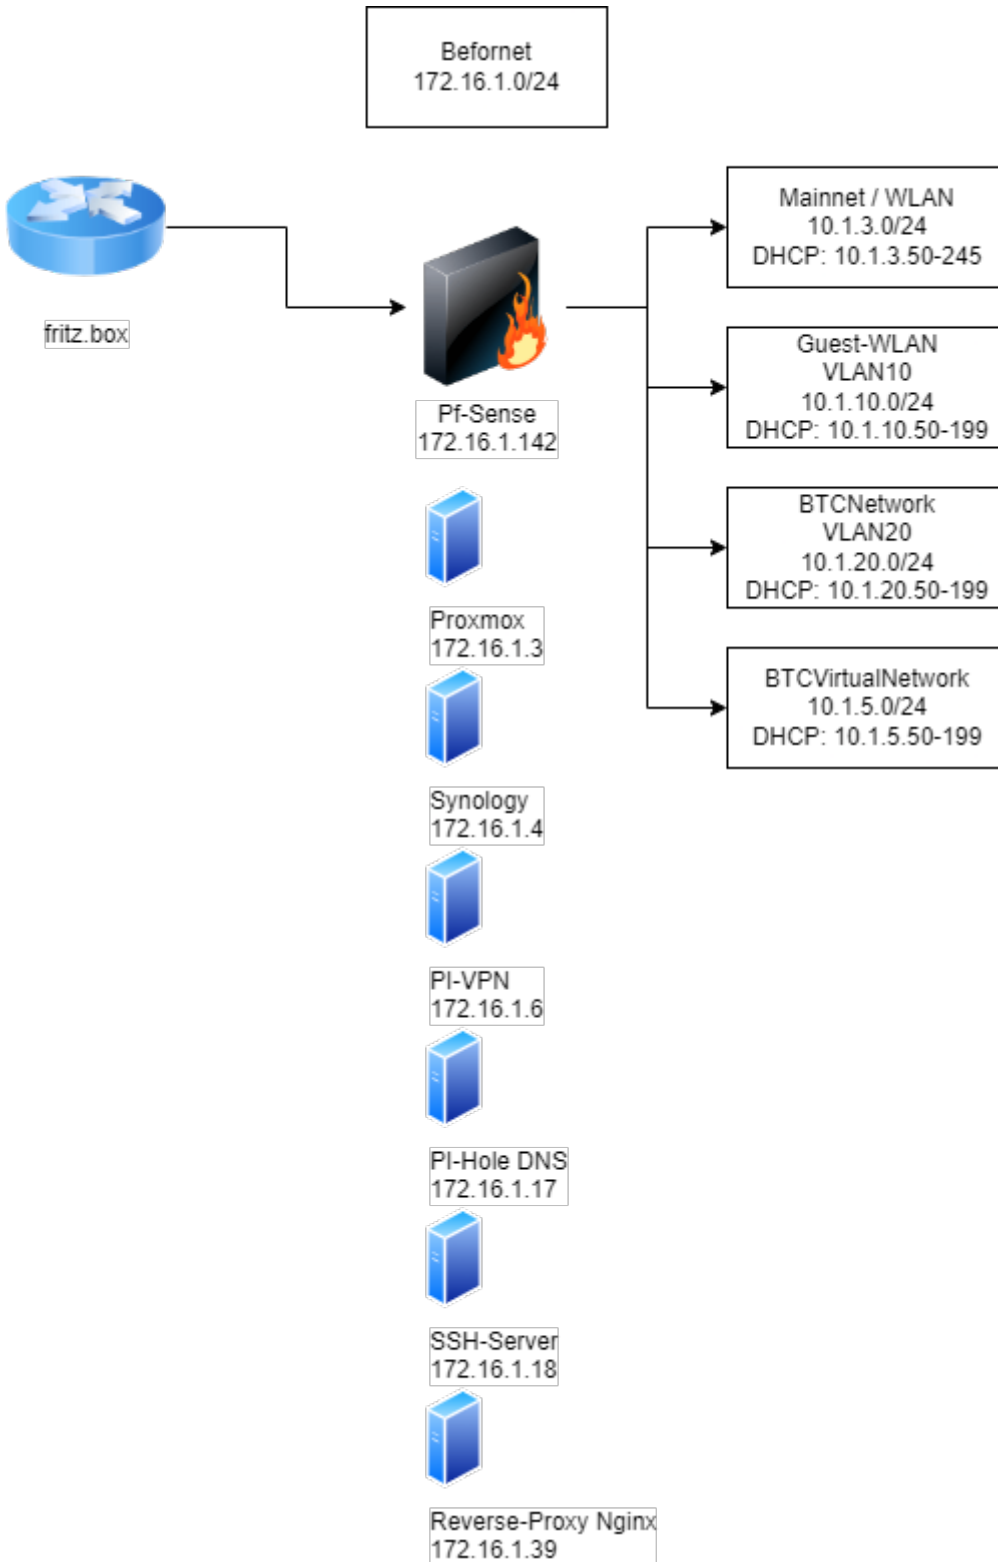 Befornet
172.16.1.0/24
fritz.box
Pf-Sense
172.16.1.142
Mainnet / WLAN
10.1.3.0/24
DHCP: 10.1.3.50-245
Guest-WLAN
VLAN10
10.1.10.0/24
DHCP: 10.1.10.50-199
BTCNetwork
VLAN20
10.1.20.0/24
DHCP: 10.1.20.50-199
BTCVirtualNetwork
10.1.5.0/24
DHCP: 10.1.5.50-199
Proxmox
172.16.1.3
Synology
172.16.1.4
PI-VPN
172.16.1.6
PI-Hole DNS
172.16.1.17
SSH-Server
172.16.1.18
Reverse-Proxy Nginx
172.16.1.39